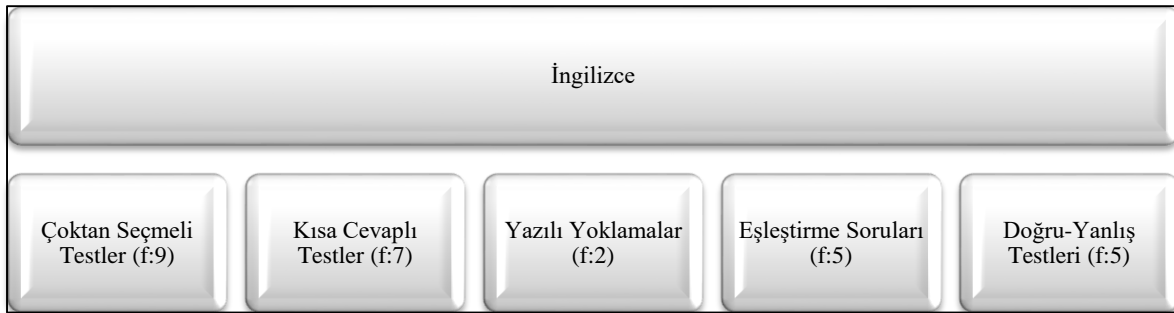 İngilizce
Çoktan Seçmeli
Testler (f:9)
Kısa Cevaplı
Testler (f:7)
Yazılı Yoklamalar
(f:2)
Eşleştirme Soruları
(f:5)
Doğru-Yanlış
Testleri (f:5)